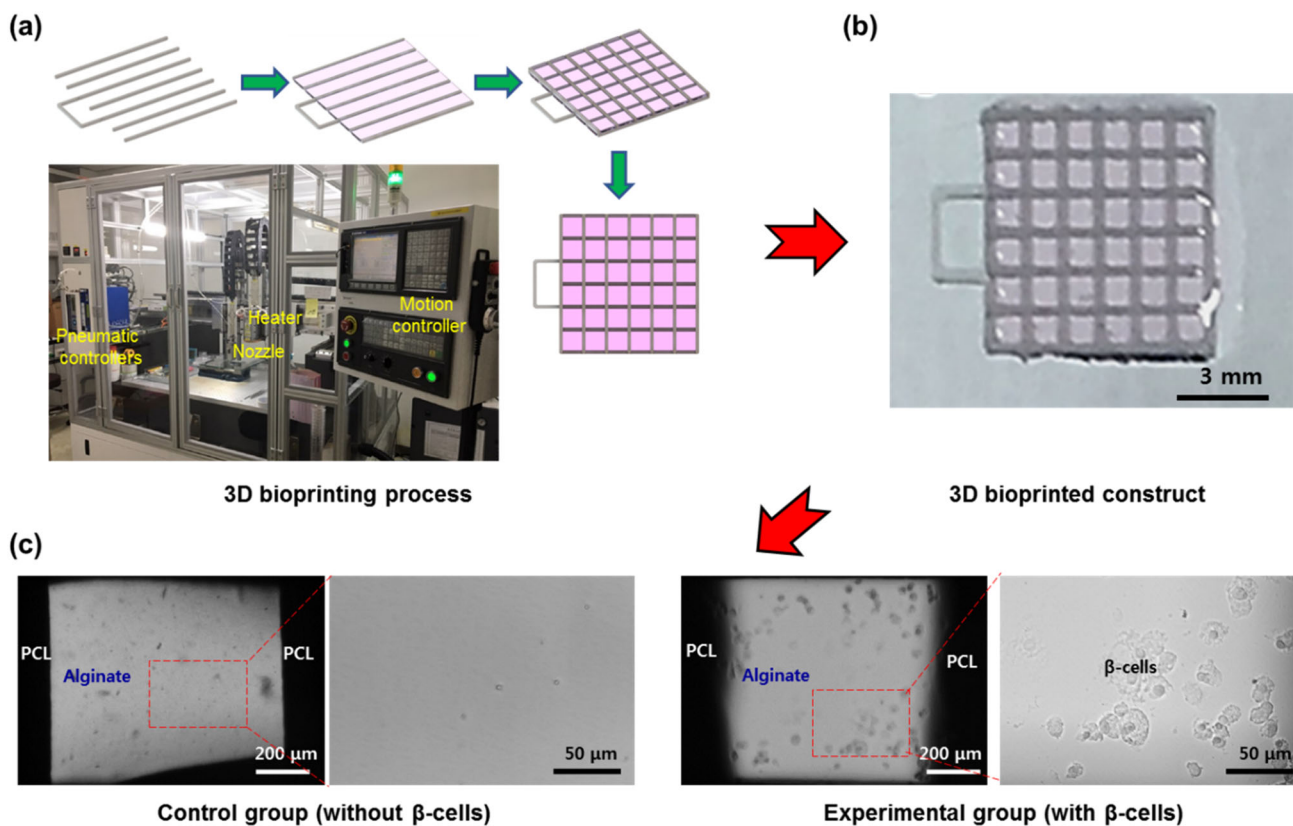 (a)
(b)
Pneumatic
controllers
Heater
Nozzle
Motion
controller
3 mm
3D bioprinting process
3D bioprinted construct
(c)
PCL
Alginate
PCL
200 μm
50 μm
PCL
Alginate
PCL
200 μm
β-cells
50 μm
Control group (without β-cells)
Experimental group (with β-cells)